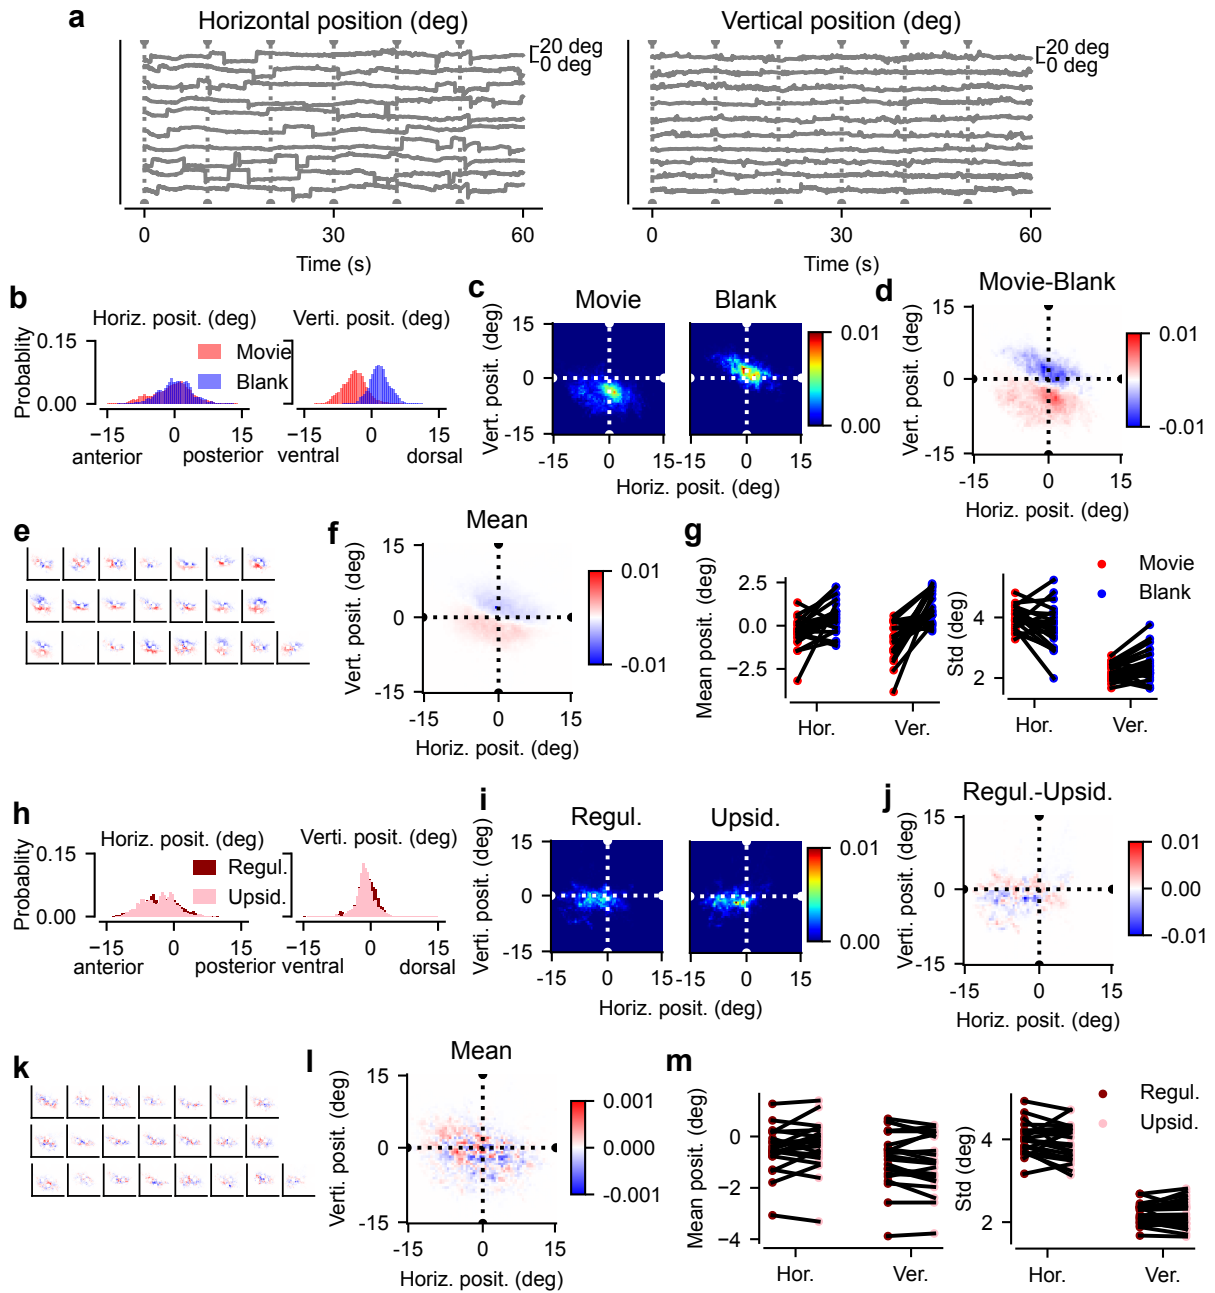 a
Horizontal position (deg)
Vertical position (deg)
20 deg
0 deg
20 deg
0 deg
0
30
60
0
30
60
Time (s)
Time (s)
b
Horiz. posit. (deg)
Verti. posit. (deg)
Probablity
0.15
0.00
Movie
Blank
−15
0
15
−15
0
15
anterior
posterior
ventral
dorsal
c
Movie
Blank
Vert. posit. (deg)
15
0
-15
-15
0
15
-15
0
15
Horiz. posit. (deg)
0.01
0.00
d
Movie-Blank
Vert. posit. (deg)
15
0
-15
-15
0
15
Horiz. posit. (deg)
0.01
0.00
-0.01
e
f
Mean
Vert. posit. (deg)
15
0
-15
-15
0
15
Horiz. posit. (deg)
0.01
0.00
-0.01
g
Mean posit. (deg)
2.5
0.0
−2.5
Hor.
Ver.
Std (deg)
4
2
Hor.
Ver.
Movie
Blank
h
Horiz. posit. (deg)
Verti. posit. (deg)
Probablity
0.15
0.00
Regul.
Upsid.
−15
0
15
−15
0
15
anterior
posterior
ventral
dorsal
i
Regul.
Upsid.
Verti. posit. (deg)
15
0
-15
-15
0
15
-15
0
15
Horiz. posit. (deg)
0.01
0.00
j
Regul.-Upsid.
Verti. posit. (deg)
15
0
-15
-15
0
15
Horiz. posit. (deg)
0.01
0.00
-0.01
k
l
Mean
Verti. posit. (deg)
15
0
-15
-15
0
15
Horiz. posit. (deg)
0.001
0.000
-0.001
m
Mean posit. (deg)
0
−2
−4
Hor.
Ver.
Std (deg)
4
2
Hor.
Ver.
Regul.
Upsid.